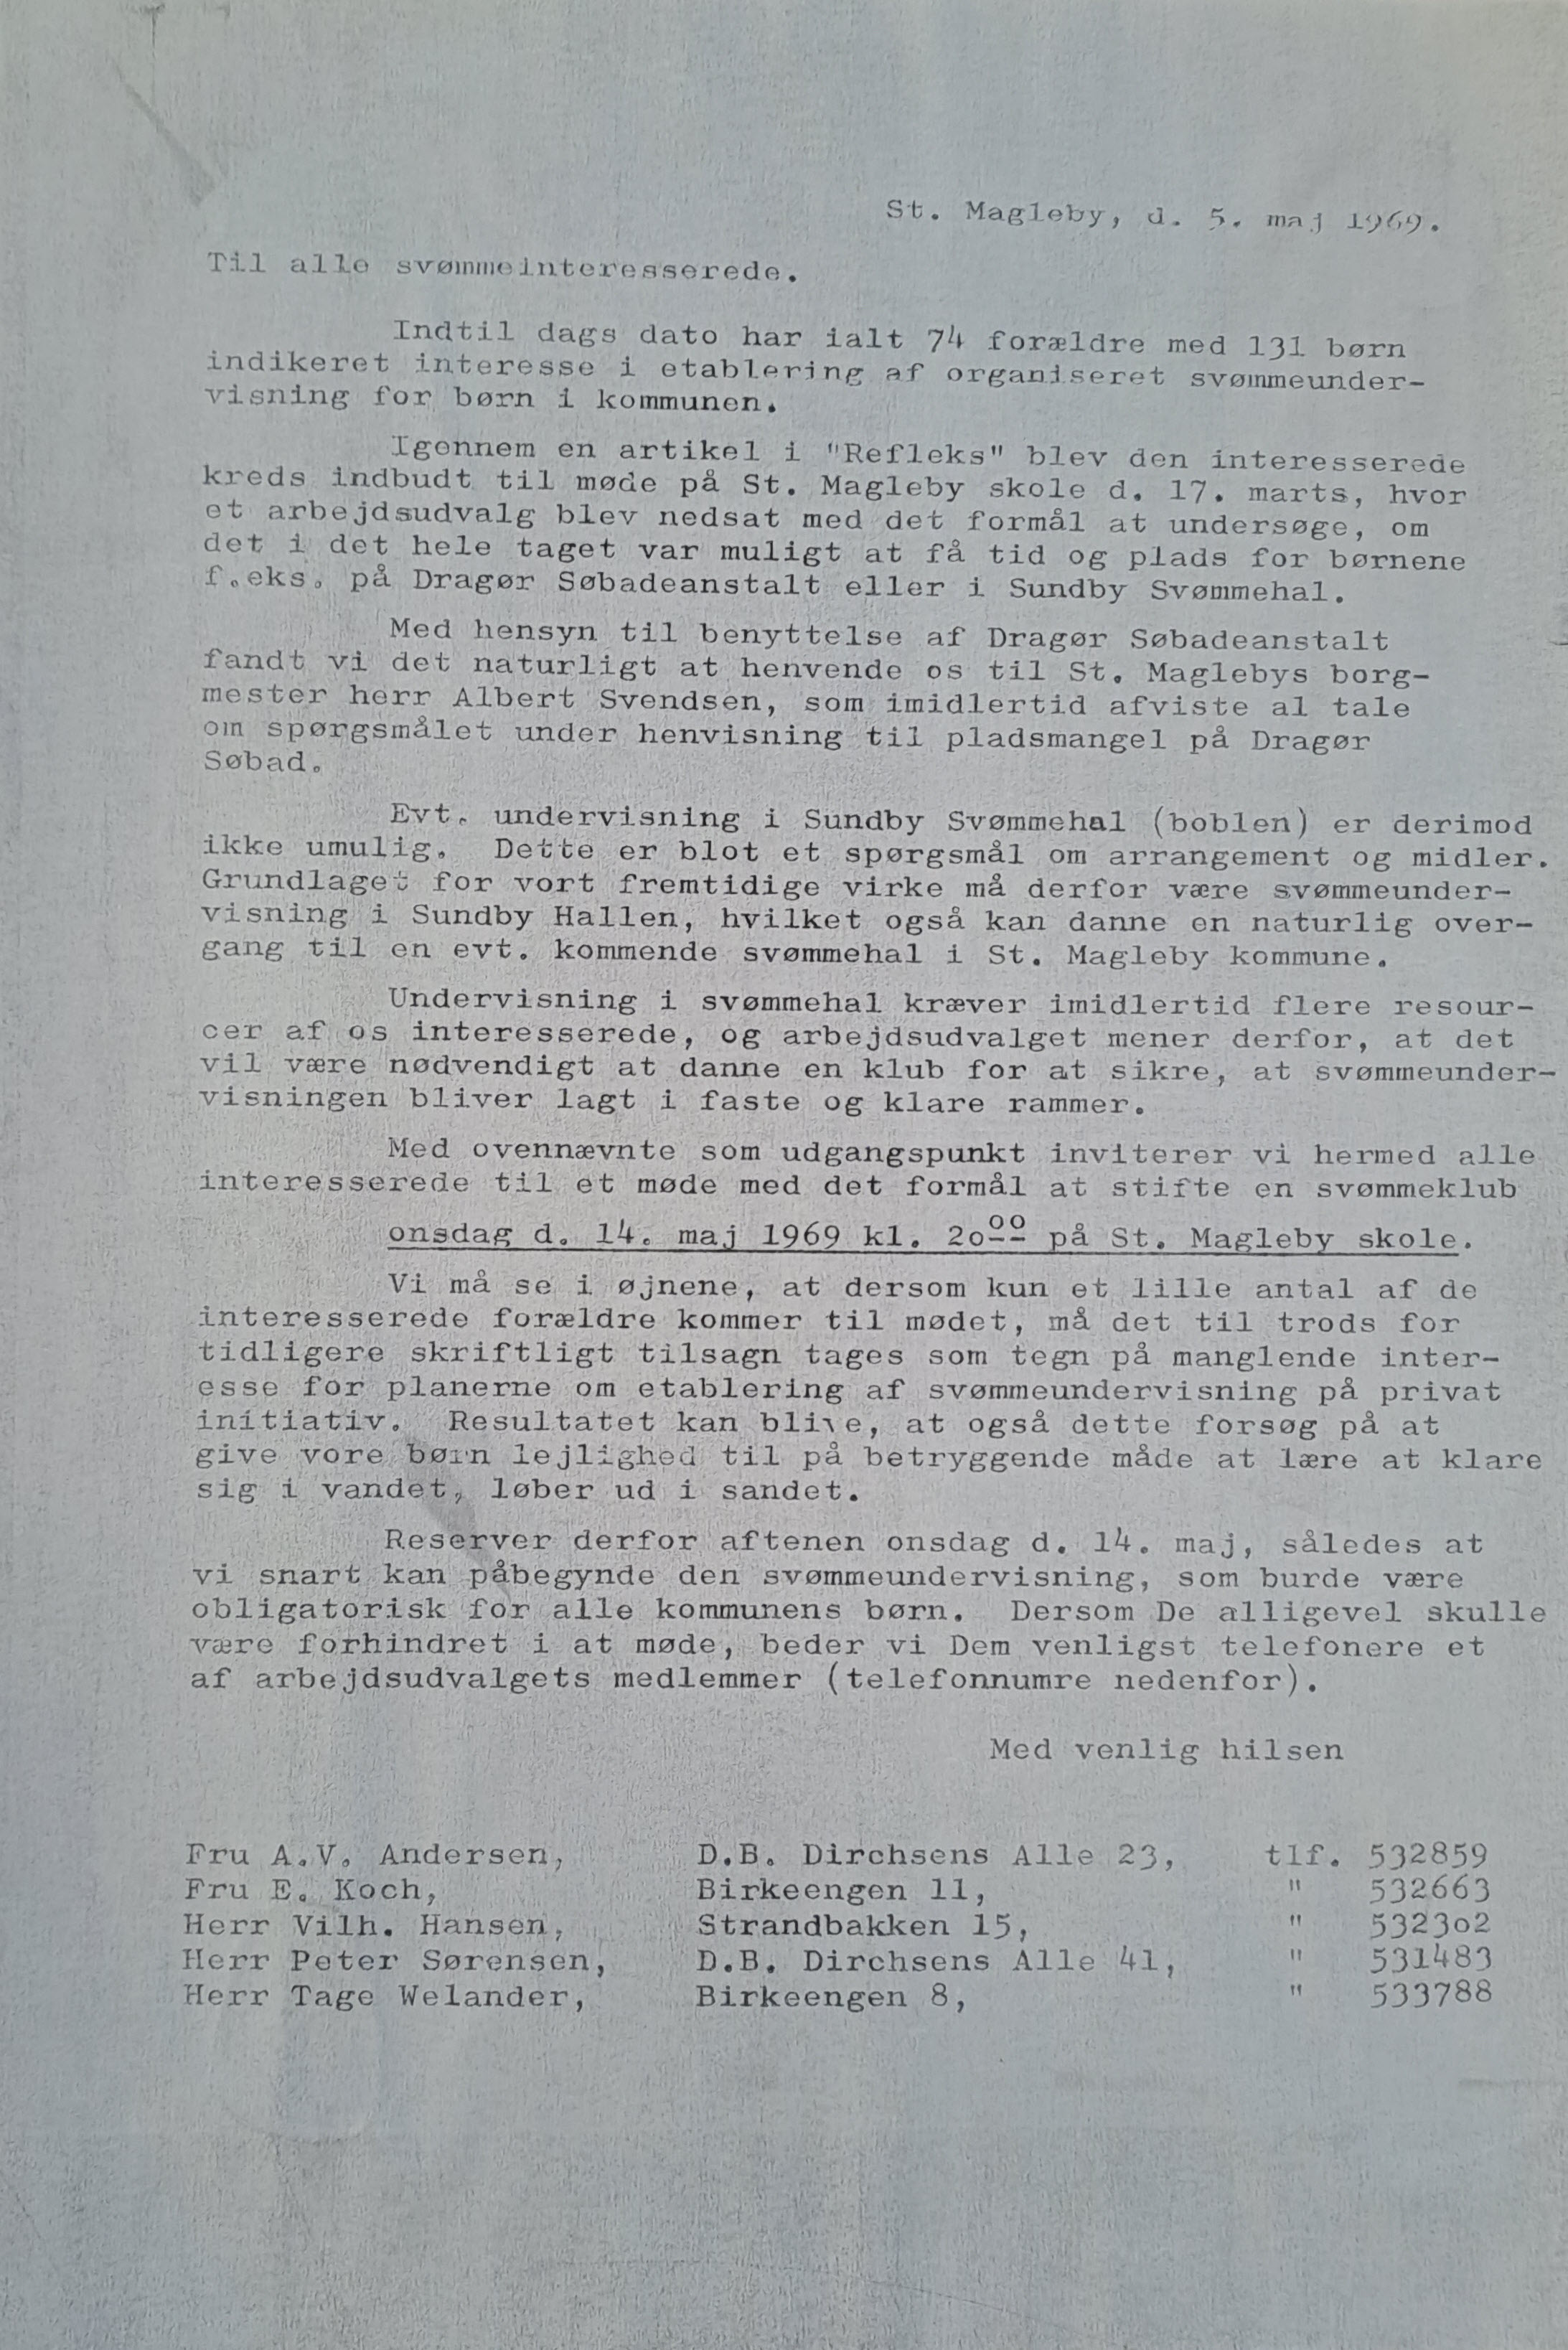 St. Magleby, d. 5. maj 1969.
Til alle svømmeinteresserede.
Indtil dags dato har ialt 74 forældre med 131 børn
indikeret interesse i etablering af organiseret svømmeunder-
visning for børn i kommunen.
Igennem en artikel i "Refleks" blev den interesserede
kreds indbudt til møde på St. Magleby skole d. 17. marts, hvor
et arbejdsudvalg blev nedsat med det formål at undersøge, om
det i det hele taget var muligt at få tid og plads for børnene
f.eks. på Dragør Søbadeanstalt eller i Sundby Svømmehal.
Med hensyn til benyttelse af Dragør Søbadeanstalt
fandt vi det naturligt at henvende os til St. Maglebys borg-
mester herr Albert Svendsen, som imidlertid afviste al tale
om spørgsmålet under henvisning til pladsmangel på Dragør
Søbad.
Evt. undervisning i Sundby Svømmehal (boblen) er derimod
ikke umulig. Dette er blot et spørgsmål om arrangement og midler.
Grundlaget for vort fremtidige virke må derfor være svømmeunder-
visning i Sundby Hallen, hvilket også kan danne en naturlig over-
gang til en evt. kommende svømmehal i St. Magleby kommune.
Undervisning i svømmehal kræver imidlertid flere resour-
cer af os interesserede, og arbejdsudvalget mener derfor, at det
vil være nødvendigt at danne en klub for at sikre, at svømmeunder-
visningen bliver lagt i faste og klare rammer.
Med ovennævnte som udgangspunkt inviterer vi hermed alle
interesserede til et møde med det formål at stifte en svømmeklub
onsdag d. 14. maj 1969 kl. 2o⁰⁰ på St. Magleby skole.
Vi må se i øjnene, at dersom kun et lille antal af de
interesserede forældre kommer til mødet, må det til trods for
tidligere skriftligt tilsagn tages som tegn på manglende inter-
esse for planerne om etablering af svømmeundervisning på privat
initiativ. Resultatet kan blive, at også dette forsøg på at
give vore børn lejlighed til på betryggende måde at lære at klare
sig i vandet, løber ud i sandet.
Reserver derfor aftenen onsdag d. 14. maj, således at
vi snart kan påbegynde den svømmeundervisning, som burde være
obligatorisk for alle kommunens børn. Dersom De alligevel skulle
være forhindret i at møde, beder vi Dem venligst telefonere et
af arbejdsudvalgets medlemmer (telefonnumre nedenfor).
Med venlig hilsen
Fru A.V. Andersen, D.B. Dirchsens Alle 23, tlf. 532859
Fru E. Koch, Birkeengen 11, " 532663
Herr Vilh. Hansen, Strandbakken 15, " 5323o2
Herr Peter Sørensen, D.B. Dirchsens Alle 41, " 531483
Herr Tage Welander, Birkeengen 8, " 533788